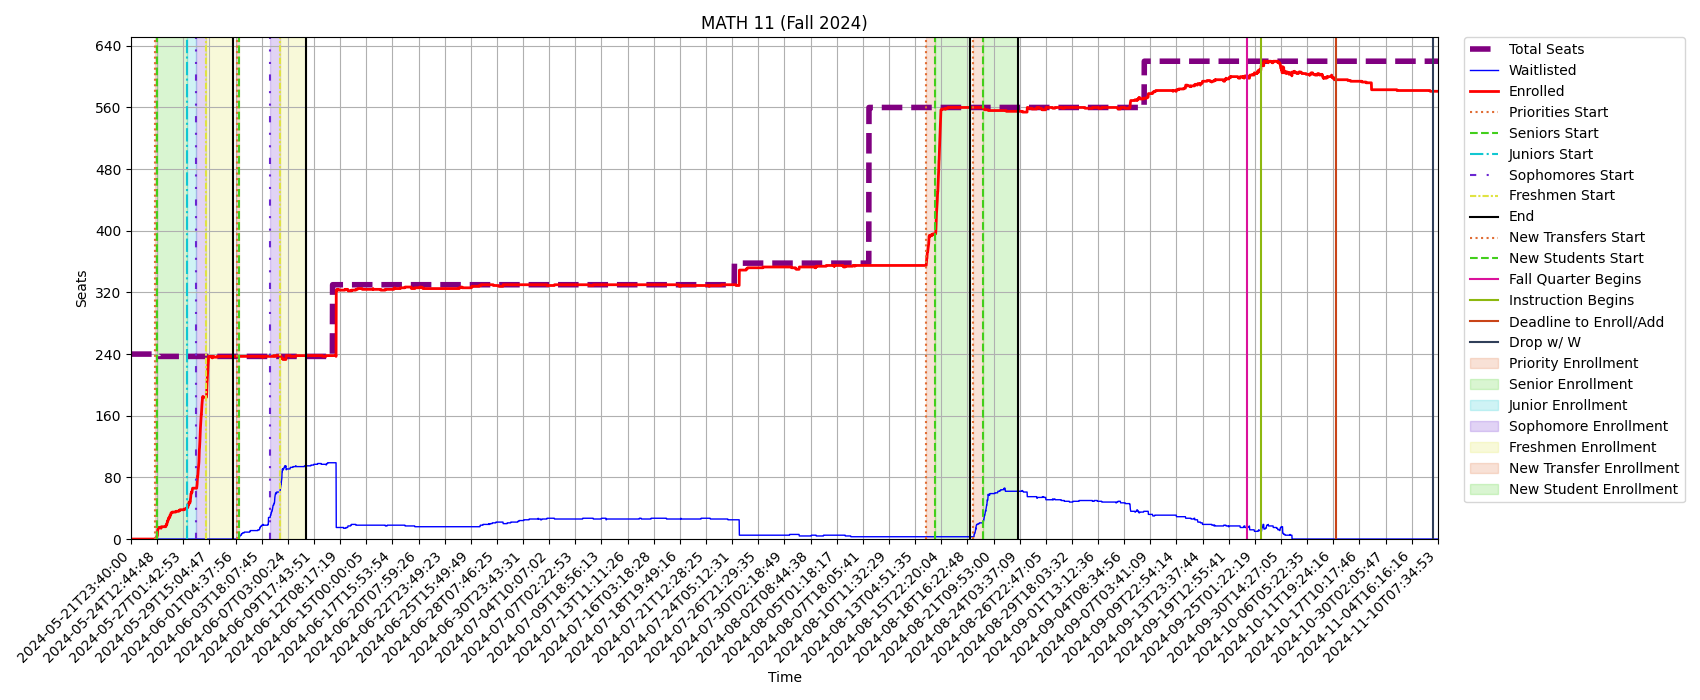 MATH 11 (Fall 2024)
640
560
480
400
320
240
160
80
0
Seats
2024-05-21T23:40:00
2024-05-24T12:44:48
2024-05-27T01:42:53
2024-05-29T15:04:47
2024-06-01T04:37:56
2024-06-03T18:07:45
2024-06-07T03:00:24
2024-06-09T17:43:51
2024-06-12T08:17:19
2024-06-15T00:00:05
2024-06-17T15:53:54
2024-06-20T07:59:26
2024-06-22T23:49:23
2024-06-25T15:49:49
2024-06-28T07:46:25
2024-06-30T23:43:31
2024-07-04T10:07:02
2024-07-07T02:22:53
2024-07-09T18:56:13
2024-07-13T11:11:26
2024-07-16T03:18:28
2024-07-18T19:49:16
2024-07-21T12:28:25
2024-07-24T05:12:31
2024-07-26T21:29:35
2024-07-30T02:18:49
2024-08-02T08:44:38
2024-08-05T01:18:17
2024-08-07T18:05:41
2024-08-10T11:32:29
2024-08-13T04:51:35
2024-08-15T22:20:04
2024-08-18T16:22:48
2024-08-21T09:53:00
2024-08-24T03:37:09
2024-08-26T22:47:05
2024-08-29T18:03:32
2024-09-01T13:12:36
2024-09-04T08:34:56
2024-09-07T03:41:09
2024-09-09T22:54:14
2024-09-13T23:37:44
2024-09-19T12:55:41
2024-09-25T01:22:19
2024-09-30T14:27:05
2024-10-06T05:22:35
2024-10-11T19:24:16
2024-10-17T10:17:46
2024-10-30T02:05:47
2024-11-04T16:16:16
2024-11-10T07:34:53
Time
Total Seats
Waitlisted
Enrolled
Priorities Start
Seniors Start
Juniors Start
Sophomores Start
Freshmen Start
End
New Transfers Start
New Students Start
Fall Quarter Begins
Instruction Begins
Deadline to Enroll/Add
Drop w/ W
Priority Enrollment
Senior Enrollment
Junior Enrollment
Sophomore Enrollment
Freshmen Enrollment
New Transfer Enrollment
New Student Enrollment